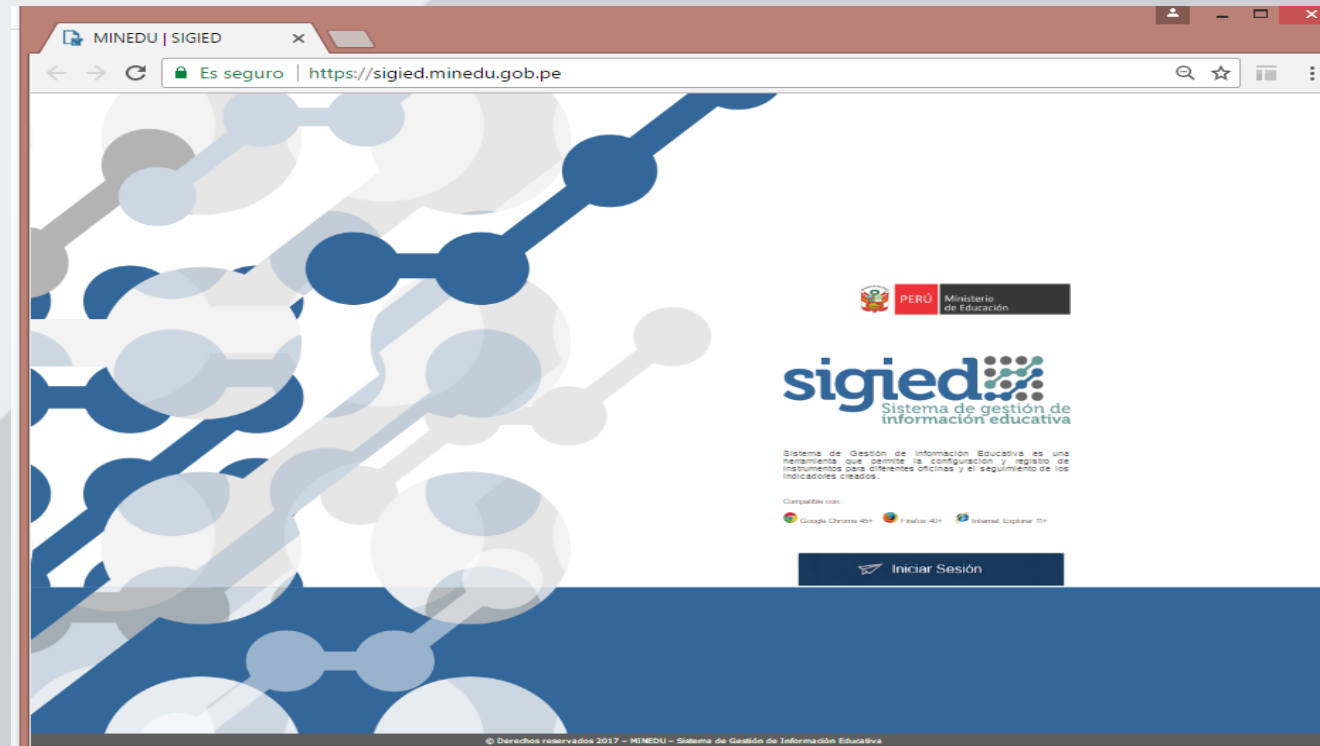 MINEDU | SIGIED
Es seguro | https://sigied.minedu.gob.pe
PERÚ Ministerio
de Educación
sigied
Sistema de gestión de
información educativa
Sistema de Gestión de Información Educativa es una
herramienta que permite la configuración y registro de
instrumentos para diferentes oficinas y el seguimiento de los
indicadores creados.
Compatible con:
Google Chrome 45+ Firefox 40+ Internet Explorer 11+
Iniciar Sesión
© Derechos reservados 2017 – MINEDU – Sistema de Gestión de Información Educativa